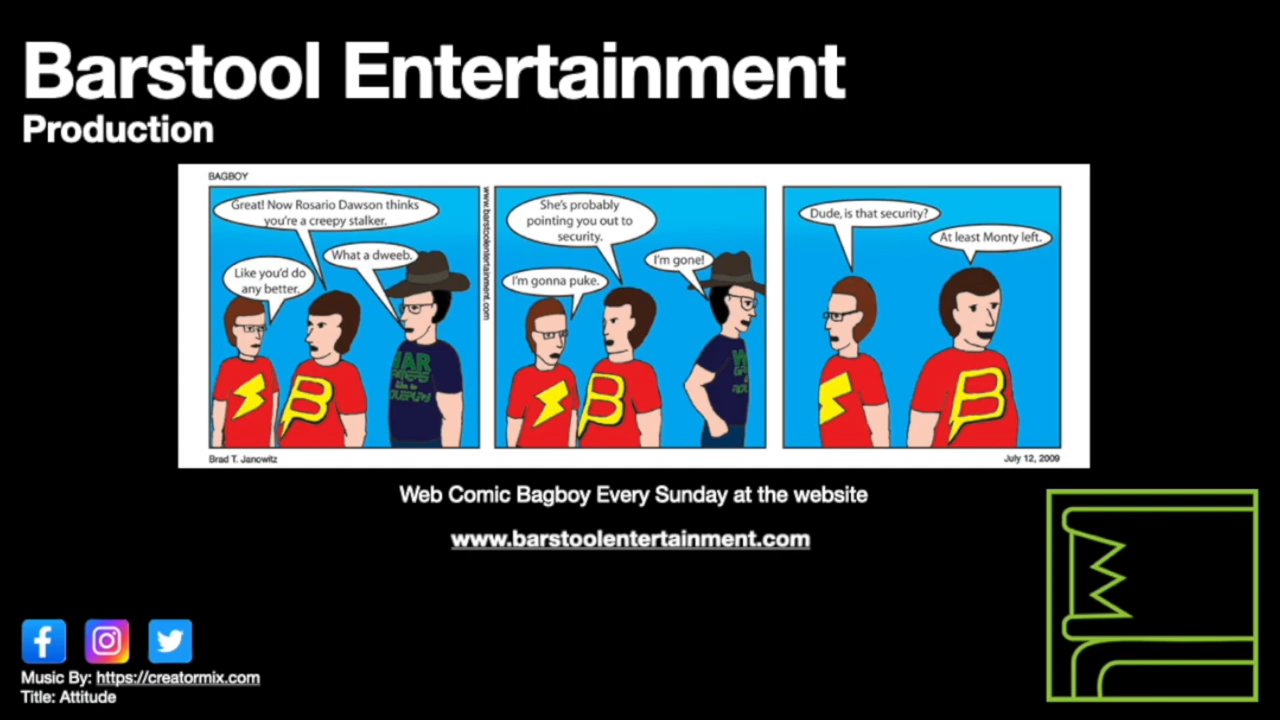 Barstool Entertainment
Production
BAGBOY
Great! Now Rosario Dawson thinks
you're a creepy stalker.
What a dweeb.
Like you'd do
any better.
www.barstoolentertainment.com
She's probably
pointing you out to
security.
I'm gonna puke.
I'm gone!
Dude, is that security?
At least Monty left.
B
B
B
Brad T. Janowitz
July 12, 2009
Web Comic Bagboy Every Sunday at the website
www.barstoolentertainment.com
Music By: https://creatormix.com
Title: Attitude